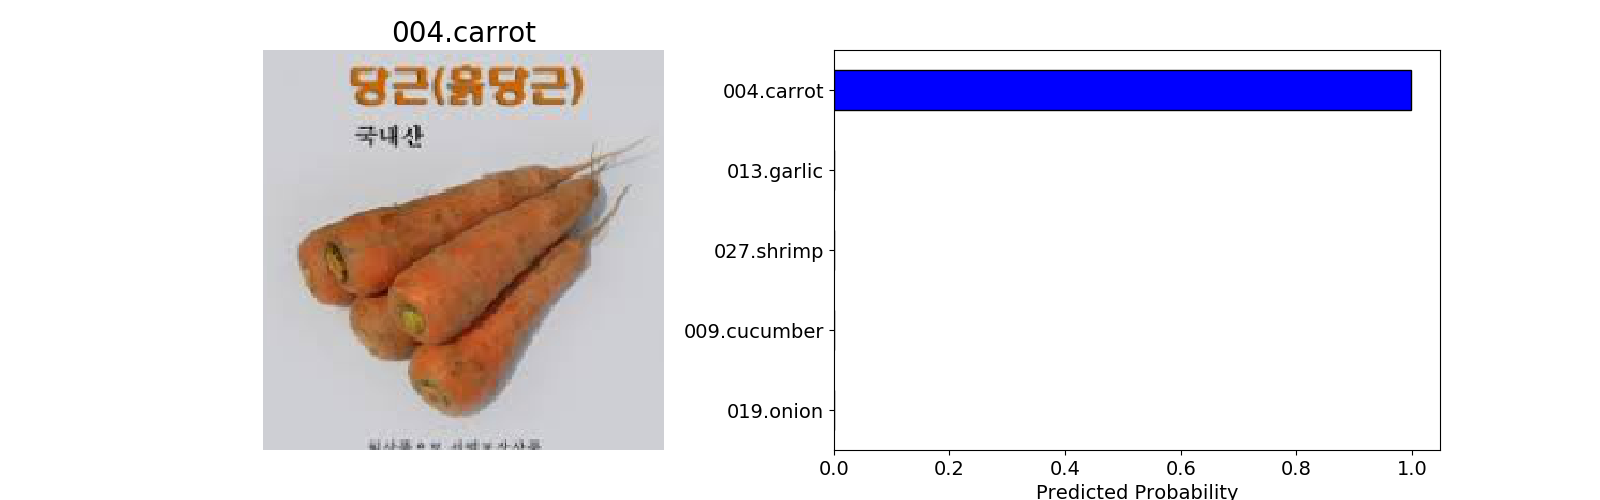 004.carrot
당근(흙당근)
국내산
004.carrot
013.garlic
027.shrimp
009.cucumber
019.onion
0.0 0.2 0.4 0.6 0.8 1.0
Predicted Probability